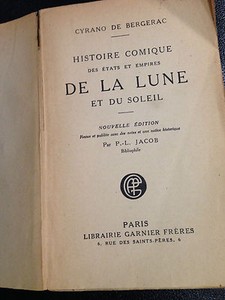 CYRANO DE BERGERAC
HISTOIRE COMIQUE
DES ÉTATS ET EMPIRES
DE LA LUNE
ET DU SOLEIL
NOUVELLE ÉDITION
Revue et publiée avec des notes et une notice historique
Par P.-L. JACOB
Bibliophile
PARIS
LIBRAIRIE GARNIER FRÈRES
6, RUE DES SAINTS-PÈRES, 6